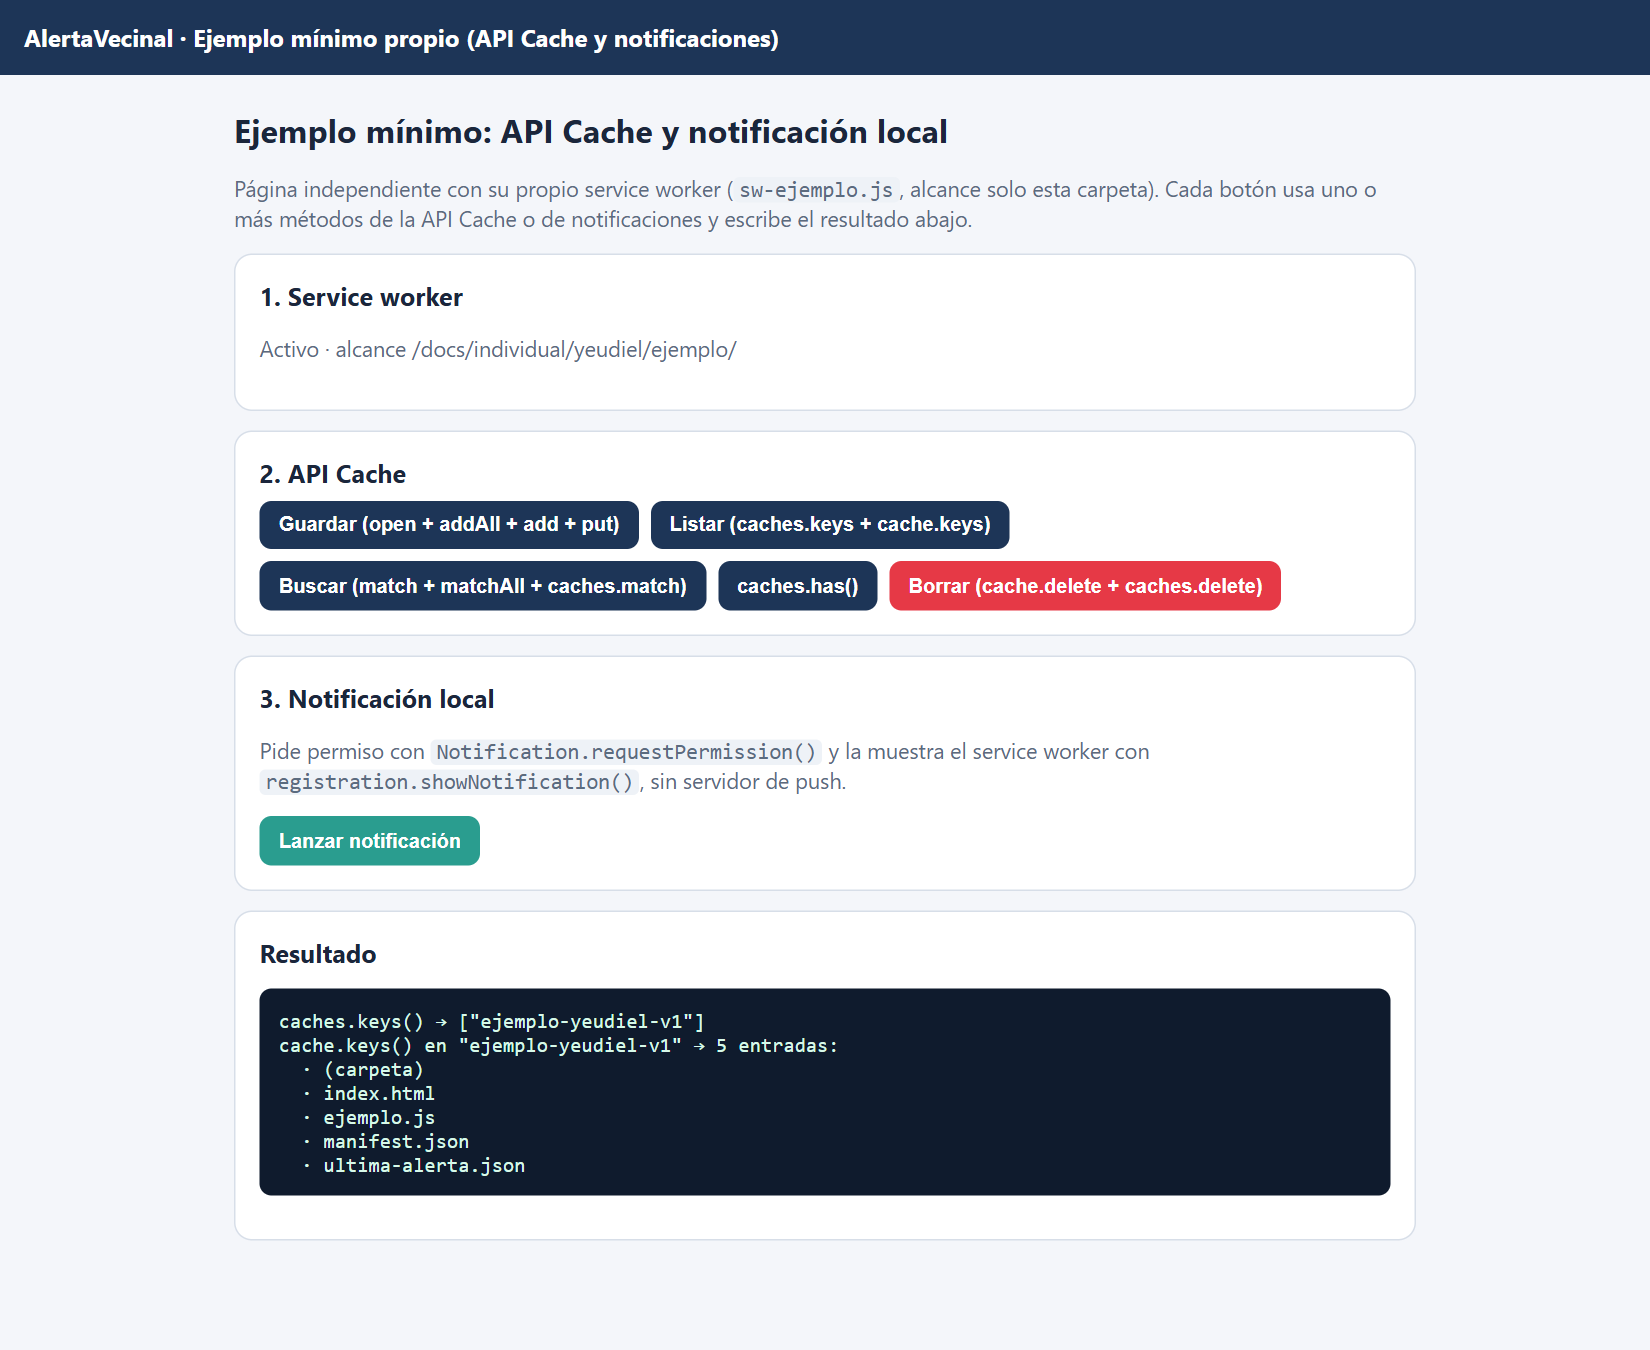 AlertaVecinal · Ejemplo mínimo propio (API Cache y notificaciones)
Ejemplo mínimo: API Cache y notificación local
Página independiente con su propio service worker ( sw-ejemplo.js , alcance solo esta carpeta). Cada botón usa uno o
más métodos de la API Cache o de notificaciones y escribe el resultado abajo.
1. Service worker
Activo · alcance /docs/individual/yeudiel/ejemplo/
2. API Cache
Guardar (open + addAll + add + put)
Listar (caches.keys + cache.keys)
Buscar (match + matchAll + caches.match)
caches.has()
Borrar (cache.delete + caches.delete)
3. Notificación local
Pide permiso con Notification.requestPermission() y la muestra el service worker con
registration.showNotification() , sin servidor de push.
Lanzar notificación
Resultado
caches.keys() → ["ejemplo-yeudiel-v1"]
cache.keys() en "ejemplo-yeudiel-v1" → 5 entradas:
· (carpeta)
· index.html
· ejemplo.js
· manifest.json
· ultima-alerta.json